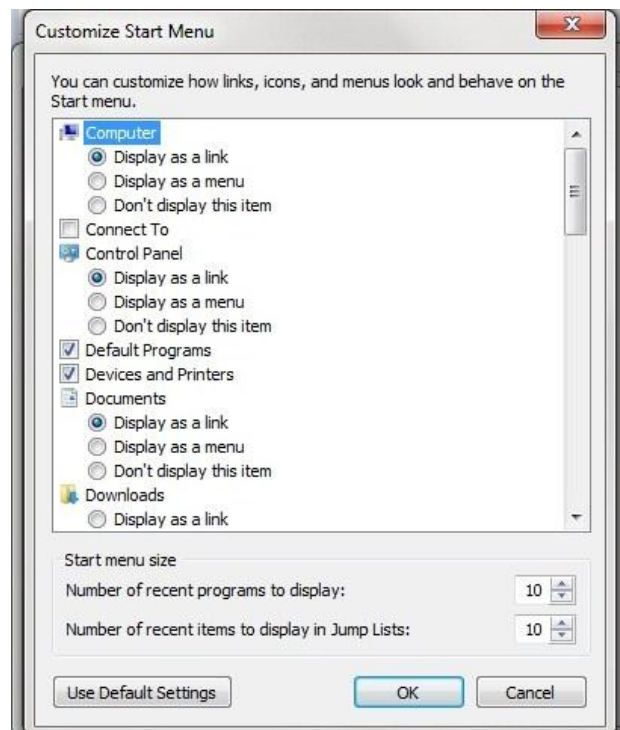 Customize Start Menu
You can customize how links, icons, and menus look and behave on the
Start menu.
Computer
Display as a link
Display as a menu
Don't display this item
Connect To
Control Panel
Display as a link
Display as a menu
Don't display this item
Default Programs
Devices and Printers
Documents
Display as a link
Display as a menu
Don't display this item
Downloads
Display as a link
Start menu size
Number of recent programs to display: 10
Number of recent items to display in Jump Lists: 10
Use Default Settings OK Cancel